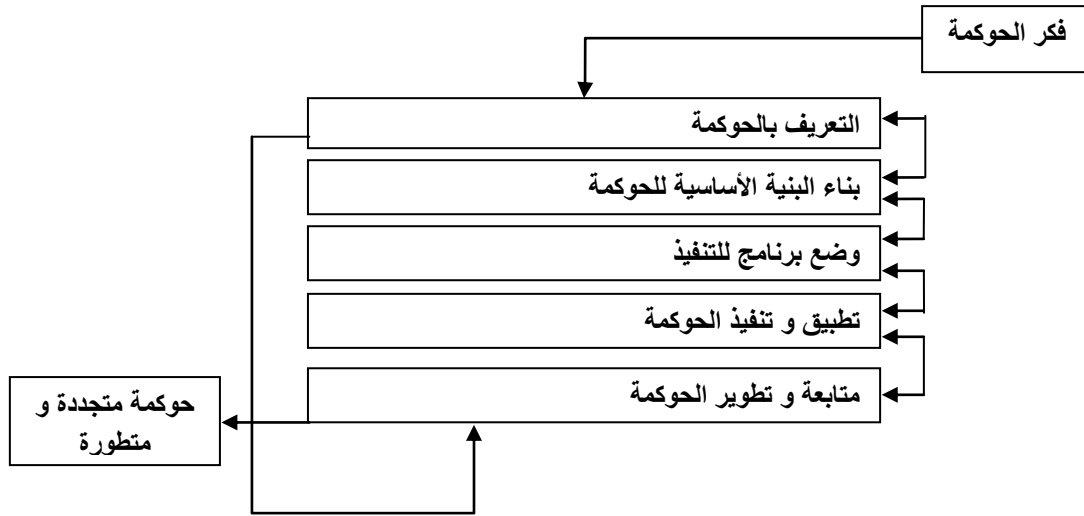 فكر الحوكمة
التعريف بالحوكمة
بناء البنية الأساسية للحوكمة
وضع برنامج للتنفيذ
تطبيق و تنفيذ الحوكمة
متابعة و تطوير الحوكمة
حوكمة متجددة و
متطورة